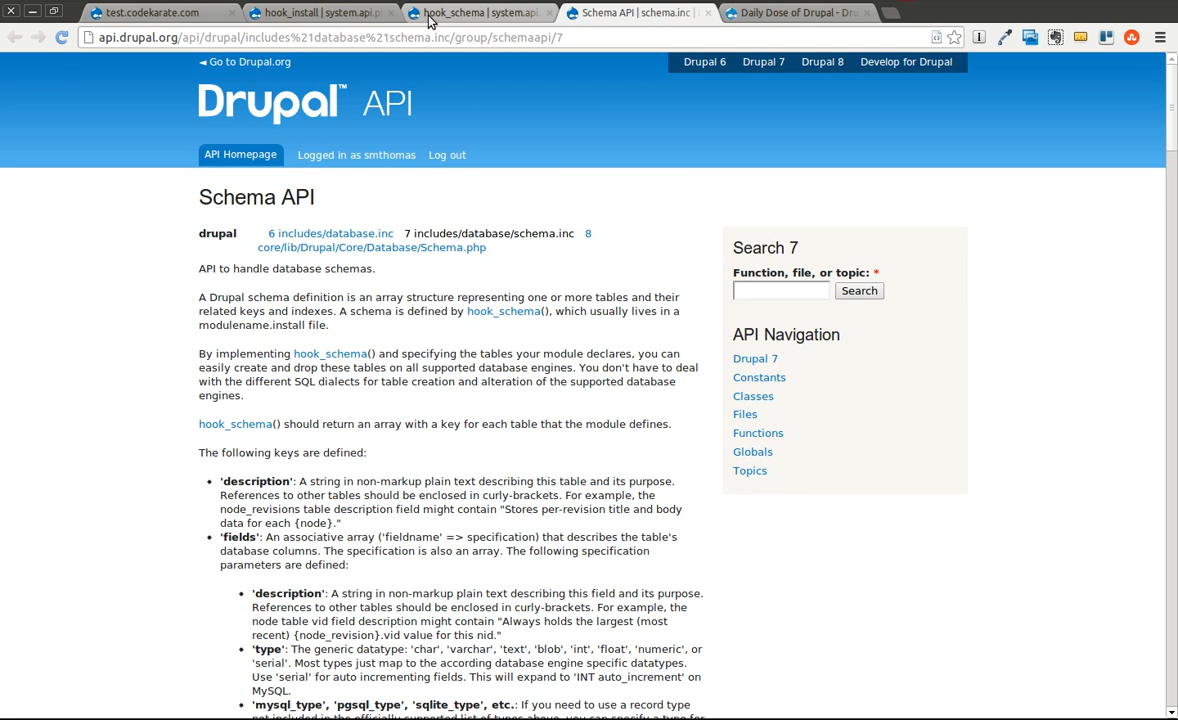 test.codekarate.com
hook_install | system.api.p
hook_schema | system.api.
Schema API | schema.inc |
Daily Dose of Drupal - Dru
api.drupal.org/api/drupal/includes%21database%21schema.inc/group/schemaapi/7
◄ Go to Drupal.org
Drupal 6 Drupal 7 Drupal 8 Develop for Drupal
Drupal™ API
API Homepage Logged in as smthomas Log out
Schema API
drupal 6 includes/database.inc 7 includes/database/schema.inc 8
core/lib/Drupal/Core/Database/Schema.php
API to handle database schemas.
A Drupal schema definition is an array structure representing one or more tables and their
related keys and indexes. A schema is defined by hook_schema(), which usually lives in a
modulename.install file.
By implementing hook_schema() and specifying the tables your module declares, you can
easily create and drop these tables on all supported database engines. You don't have to deal
with the different SQL dialects for table creation and alteration of the supported database
engines.
hook_schema() should return an array with a key for each table that the module defines.
The following keys are defined:
• 'description': A string in non-markup plain text describing this table and its purpose.
References to other tables should be enclosed in curly-brackets. For example, the
node_revisions table description field might contain "Stores per-revision title and body
data for each {node}."
• 'fields': An associative array ('fieldname' => specification) that describes the table's
database columns. The specification is also an array. The following specification
parameters are defined:
• 'description': A string in non-markup plain text describing this field and its purpose.
References to other tables should be enclosed in curly-brackets. For example, the
node table vid field description might contain "Always holds the largest (most
recent) {node_revision}.vid value for this nid."
• 'type': The generic datatype: 'char', 'varchar', 'text', 'blob', 'int', 'float', 'numeric', or
'serial'. Most types just map to the according database engine specific datatypes.
Use 'serial' for auto incrementing fields. This will expand to 'INT auto_increment' on
MySQL.
• 'mysql_type', 'pgsql_type', 'sqlite_type', etc.: If you need to use a record type
not included in the officially supported list of types above, you can specify a type for
Search 7
Function, file, or topic: *
Search
API Navigation
Drupal 7
Constants
Classes
Files
Functions
Globals
Topics